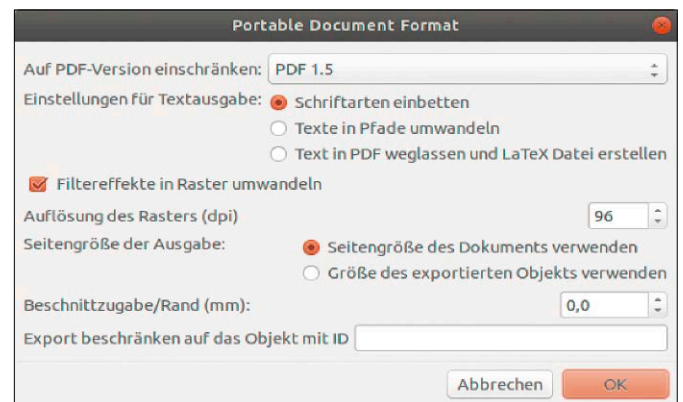 Portable Document Format
Auf PDF-Version einschränken: PDF 1.5
Einstellungen für Textausgabe: Schriftarten einbetten
Texte in Pfade umwandeln
Text in PDF weglassen und LaTeX Datei erstellen
Filtereffekte in Raster umwandeln
Auflösung des Rasters (dpi) 96
Seitengröße der Ausgabe: Seitengröße des Dokuments verwenden
Größe des exportierten Objekts verwenden
Beschnittzugabe/Rand (mm): 0,0
Export beschränken auf das Objekt mit ID
Abbrechen OK